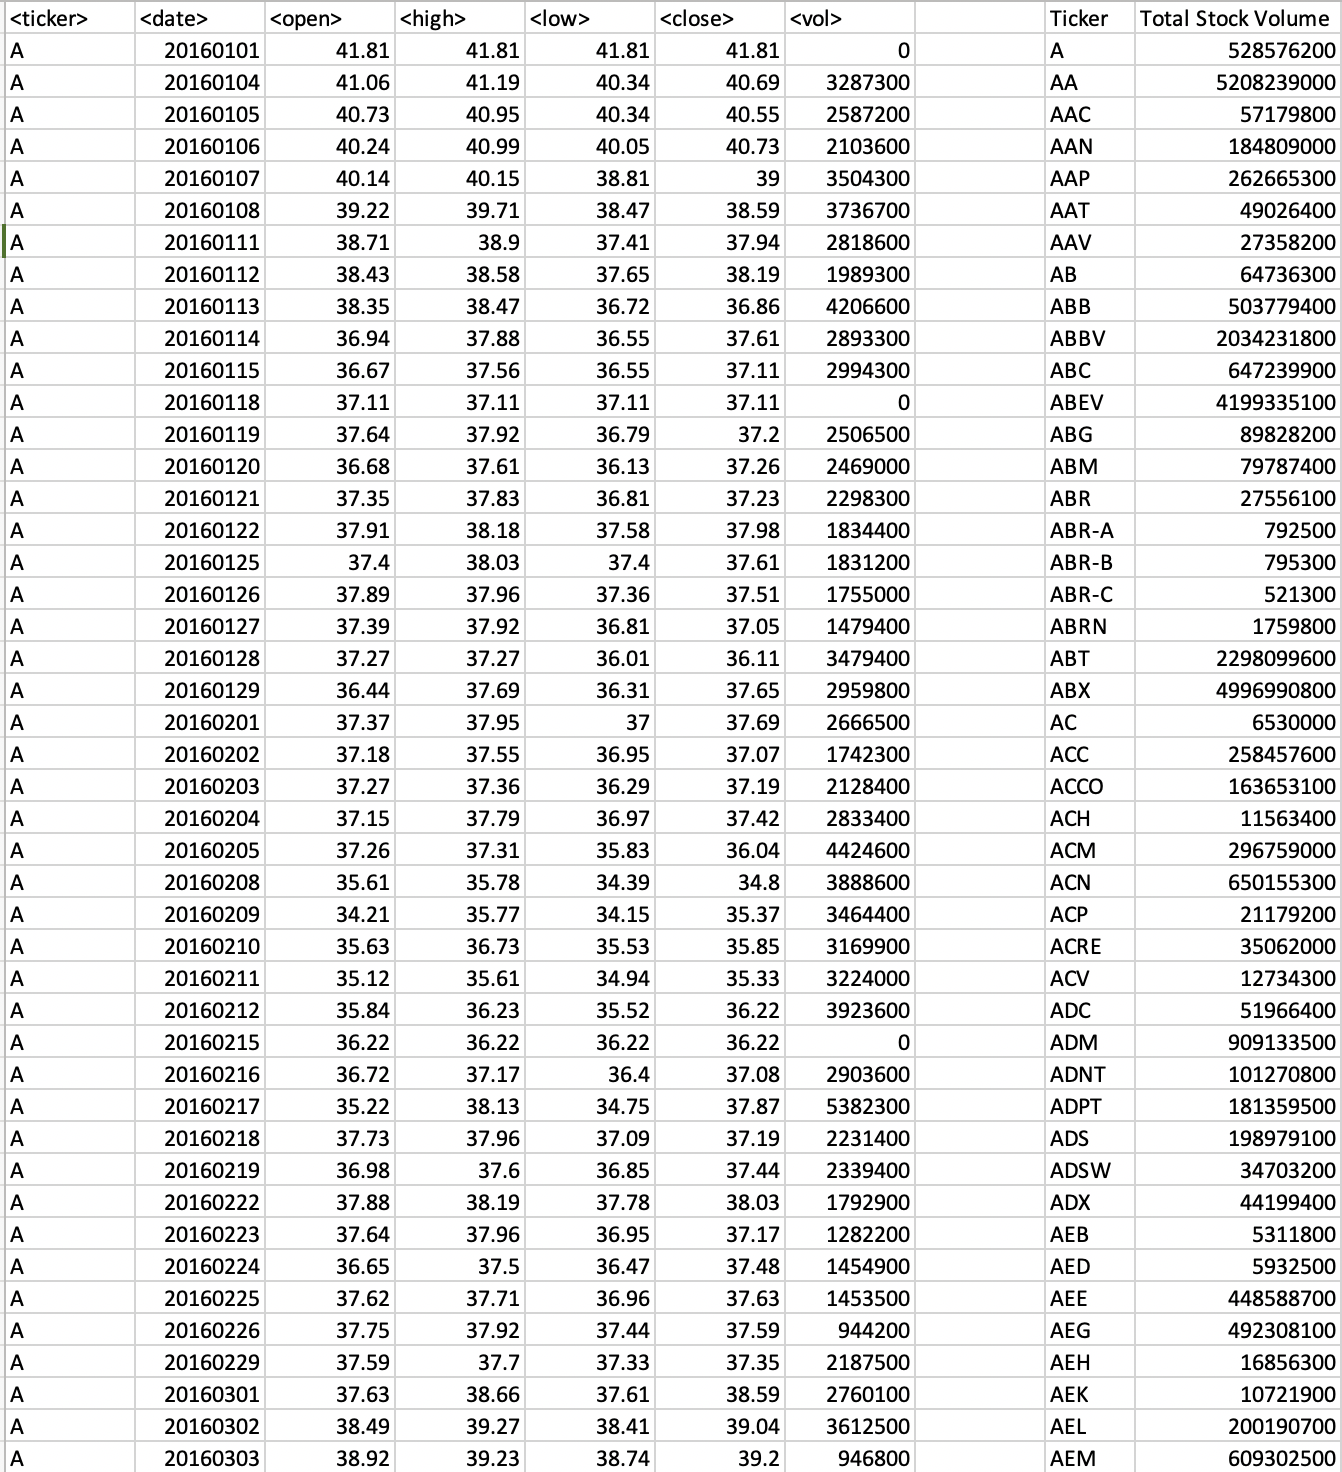 <ticker> <date> <open> <high> <low> <close> <vol> Ticker Total Stock Volume
A 20160101 41.81 41.81 41.81 41.81 0 A 528576200
A 20160104 41.06 41.19 40.34 40.69 3287300 AA 5208239000
A 20160105 40.73 40.95 40.34 40.55 2587200 AAC 57179800
A 20160106 40.24 40.99 40.05 40.73 2103600 AAN 184809000
A 20160107 40.14 40.15 38.81 39 3504300 AAP 262665300
A 20160108 39.22 39.71 38.47 38.59 3736700 AAT 49026400
A 20160111 38.71 38.9 37.41 37.94 2818600 AAV 27358200
A 20160112 38.43 38.58 37.65 38.19 1989300 AB 64736300
A 20160113 38.35 38.47 36.72 36.86 4206600 ABB 503779400
A 20160114 36.94 37.88 36.55 37.61 2893300 ABBV 2034231800
A 20160115 36.67 37.56 36.55 37.11 2994300 ABC 647239900
A 20160118 37.11 37.11 37.11 37.11 0 ABEV 4199335100
A 20160119 37.64 37.92 36.79 37.2 2506500 ABG 89828200
A 20160120 36.68 37.61 36.13 37.26 2469000 ABM 79787400
A 20160121 37.35 37.83 36.81 37.23 2298300 ABR 27556100
A 20160122 37.91 38.18 37.58 37.98 1834400 ABR-A 792500
A 20160125 37.4 38.03 37.4 37.61 1831200 ABR-B 795300
A 20160126 37.89 37.96 37.36 37.51 1755000 ABR-C 521300
A 20160127 37.39 37.92 36.81 37.05 1479400 ABRN 1759800
A 20160128 37.27 37.27 36.01 36.11 3479400 ABT 2298099600
A 20160129 36.44 37.69 36.31 37.65 2959800 ABX 4996990800
A 20160201 37.37 37.95 37 37.69 2666500 AC 6530000
A 20160202 37.18 37.55 36.95 37.07 1742300 ACC 258457600
A 20160203 37.27 37.36 36.29 37.19 2128400 ACCO 163653100
A 20160204 37.15 37.79 36.97 37.42 2833400 ACH 11563400
A 20160205 37.26 37.31 35.83 36.04 4424600 ACM 296759000
A 20160208 35.61 35.78 34.39 34.8 3888600 ACN 650155300
A 20160209 34.21 35.77 34.15 35.37 3464400 ACP 21179200
A 20160210 35.63 36.73 35.53 35.85 3169900 ACRE 35062000
A 20160211 35.12 35.61 34.94 35.33 3224000 ACV 12734300
A 20160212 35.84 36.23 35.52 36.22 3923600 ADC 51966400
A 20160215 36.22 36.22 36.22 36.22 0 ADM 909133500
A 20160216 36.72 37.17 36.4 37.08 2903600 ADNT 101270800
A 20160217 35.22 38.13 34.75 37.87 5382300 ADPT 181359500
A 20160218 37.73 37.96 37.09 37.19 2231400 ADS 198979100
A 20160219 36.98 37.6 36.85 37.44 2339400 ADSW 34703200
A 20160222 37.88 38.19 37.78 38.03 1792900 ADX 44199400
A 20160223 37.64 37.96 36.95 37.17 1282200 AEB 5311800
A 20160224 36.65 37.5 36.47 37.48 1454900 AED 5932500
A 20160225 37.62 37.71 36.96 37.63 1453500 AEE 448588700
A 20160226 37.75 37.92 37.44 37.59 944200 AEG 492308100
A 20160229 37.59 37.7 37.33 37.35 2187500 AEH 16856300
A 20160301 37.63 38.66 37.61 38.59 2760100 AEK 10721900
A 20160302 38.49 39.27 38.41 39.04 3612500 AEL 200190700
A 20160303 38.92 39.23 38.74 39.2 946800 AEM 609302500